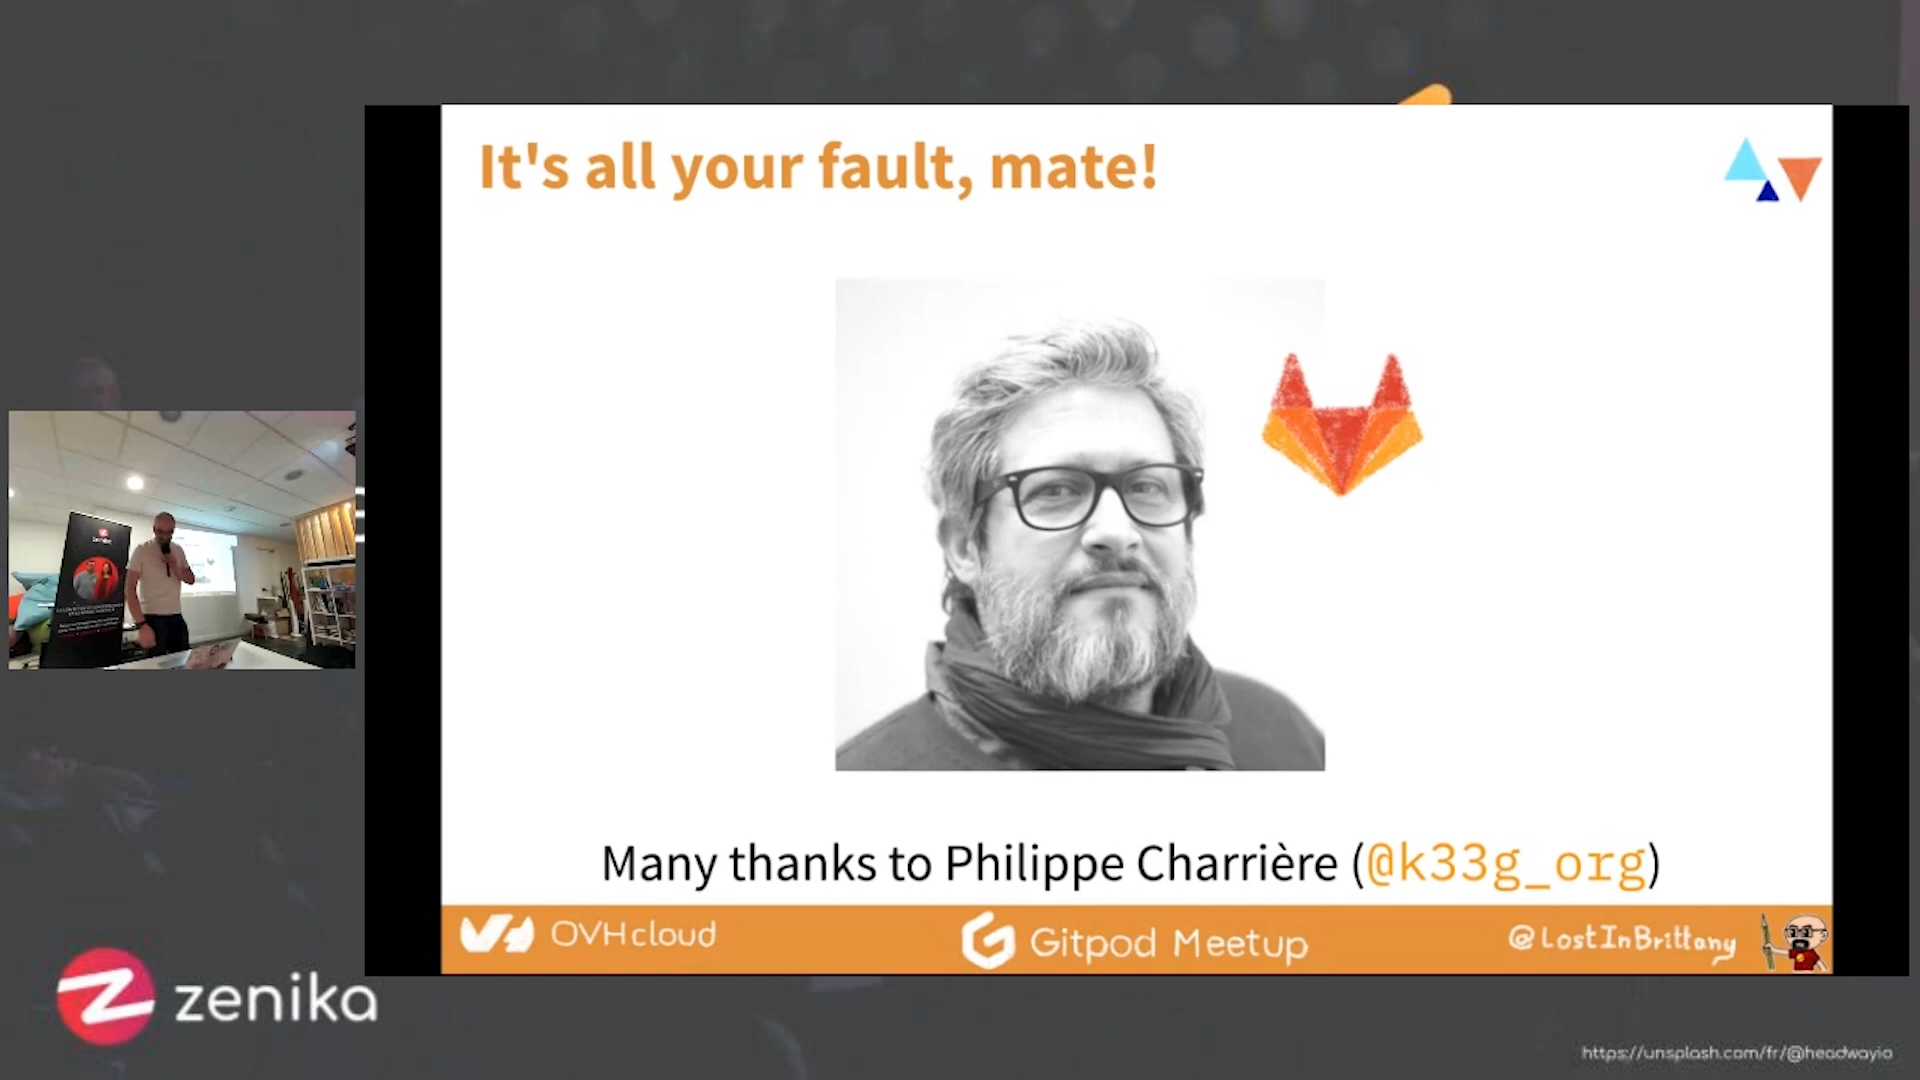 It's all your fault, mate!
Many thanks to Philippe Charrière (@k33g_org)
OVHcloud
Gitpod Meetup
@LostInBrittany
zenika
https://unsplash.com/fr/@headwayio